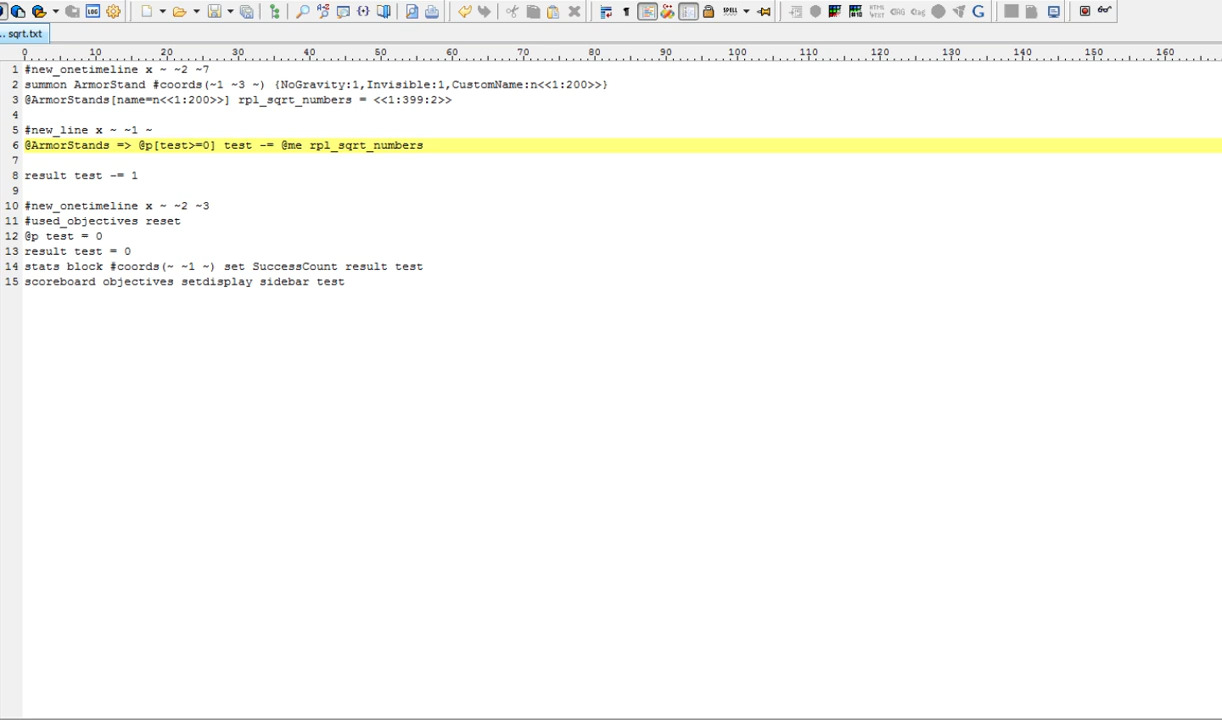 .. sqrt.txt
0 10 20 30 40 50 60 70 80 90 100 110 120 130 140 150 160
1 #new_onetimeline x ~ ~2 ~7
2 summon ArmorStand #coords(~1 ~3 ~) {NoGravity:1,Invisible:1,CustomName:n<<1:200>>}
3 @ArmorStands[name=n<<1:200>>] rpl_sqrt_numbers = <<1:399:2>>
4
5 #new_line x ~ ~1 ~
6 @ArmorStands => @p[test>=0] test -= @me rpl_sqrt_numbers
7
8 result test -= 1
9
10 #new_onetimeline x ~ ~2 ~3
11 #used_objectives reset
12 @p test = 0
13 result test = 0
14 stats block #coords(~ ~1 ~) set SuccessCount result test
15 scoreboard objectives setdisplay sidebar test